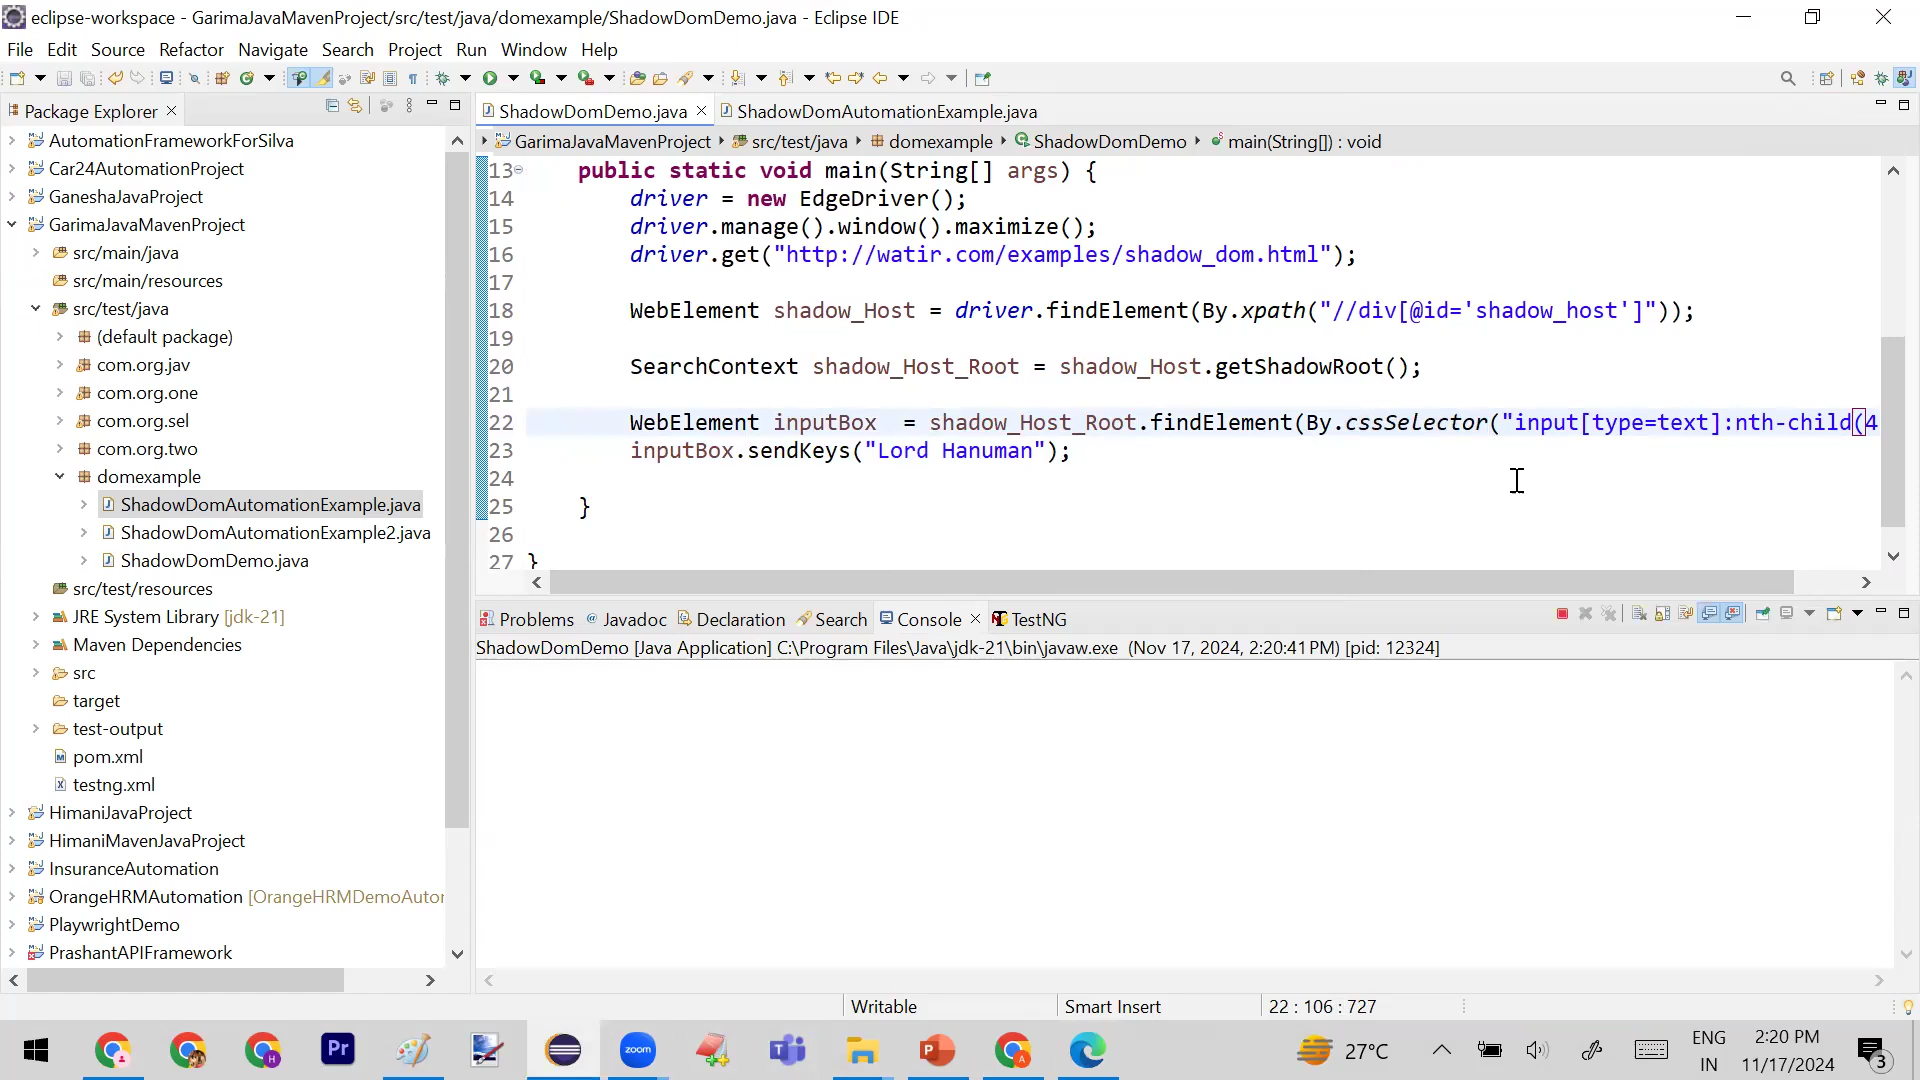 eclipse-workspace - GarimaJavaMavenProject/src/test/java/domexample/ShadowDomDemo.java - Eclipse IDE
File Edit Source Refactor Navigate Search Project Run Window Help
Package Explorer
ShadowDomDemo.java
ShadowDomAutomationExample.java
GarimaJavaMavenProject src/test/java domexample ShadowDomDemo main(String[]) : void
AutomationFrameworkForSilva
Car24AutomationProject
GaneshaJavaProject
GarimaJavaMavenProject
src/main/java
src/main/resources
src/test/java
(default package)
com.org.jav
com.org.one
com.org.sel
com.org.two
domexample
ShadowDomAutomationExample.java
ShadowDomAutomationExample2.java
ShadowDomDemo.java
src/test/resources
JRE System Library [jdk-21]
Maven Dependencies
src
target
test-output
pom.xml
testng.xml
HimaniJavaProject
HimaniMavenJavaProject
InsuranceAutomation
OrangeHRMAutomation [OrangeHRMDemoAutor
PlaywrightDemo
PrashantAPIFramework
13 public static void main(String[] args) {
14 driver = new EdgeDriver();
15 driver.manage().window().maximize();
16 driver.get("http://watir.com/examples/shadow_dom.html");
17
18 WebElement shadow_Host = driver.findElement(By.xpath("//div[@id='shadow_host']"));
19
20 SearchContext shadow_Host_Root = shadow_Host.getShadowRoot();
21
22 WebElement inputBox  = shadow_Host_Root.findElement(By.cssSelector("input[type=text]:nth-child(4
23 inputBox.sendKeys("Lord Hanuman");
24
25 }
26
27 }
Problems @ Javadoc Declaration Search Console TestNG
ShadowDomDemo [Java Application] C:\Program Files\Java\jdk-21\bin\javaw.exe (Nov 17, 2024, 2:20:41 PM) [pid: 12324]
Writable Smart Insert 22 : 106 : 727
Pr
zoom
27°C
ENG
IN
2:20 PM
11/17/2024
3